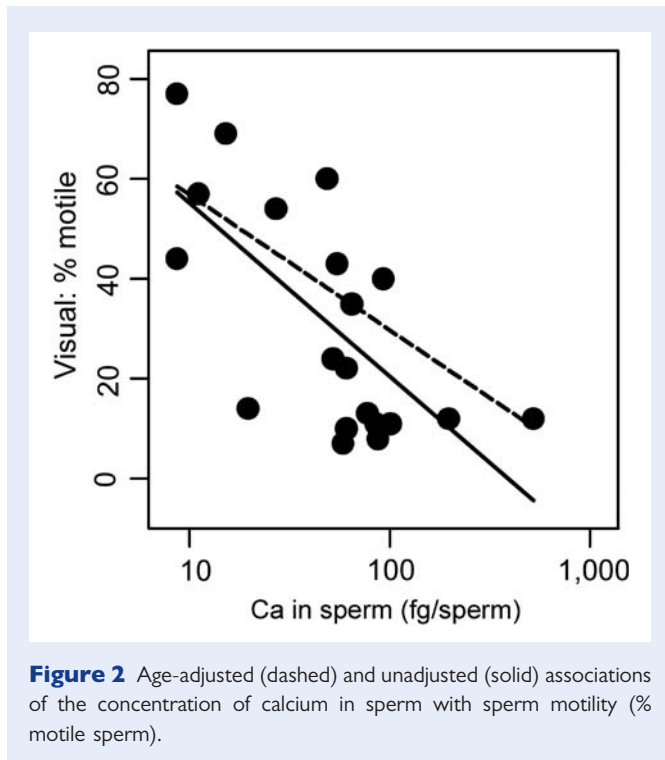 80
60
40
20
0
Visual: % motile
10 100 1,000
Ca in sperm (fg/sperm)
Figure 2 Age-adjusted (dashed) and unadjusted (solid) associations
of the concentration of calcium in sperm with sperm motility (%
motile sperm).